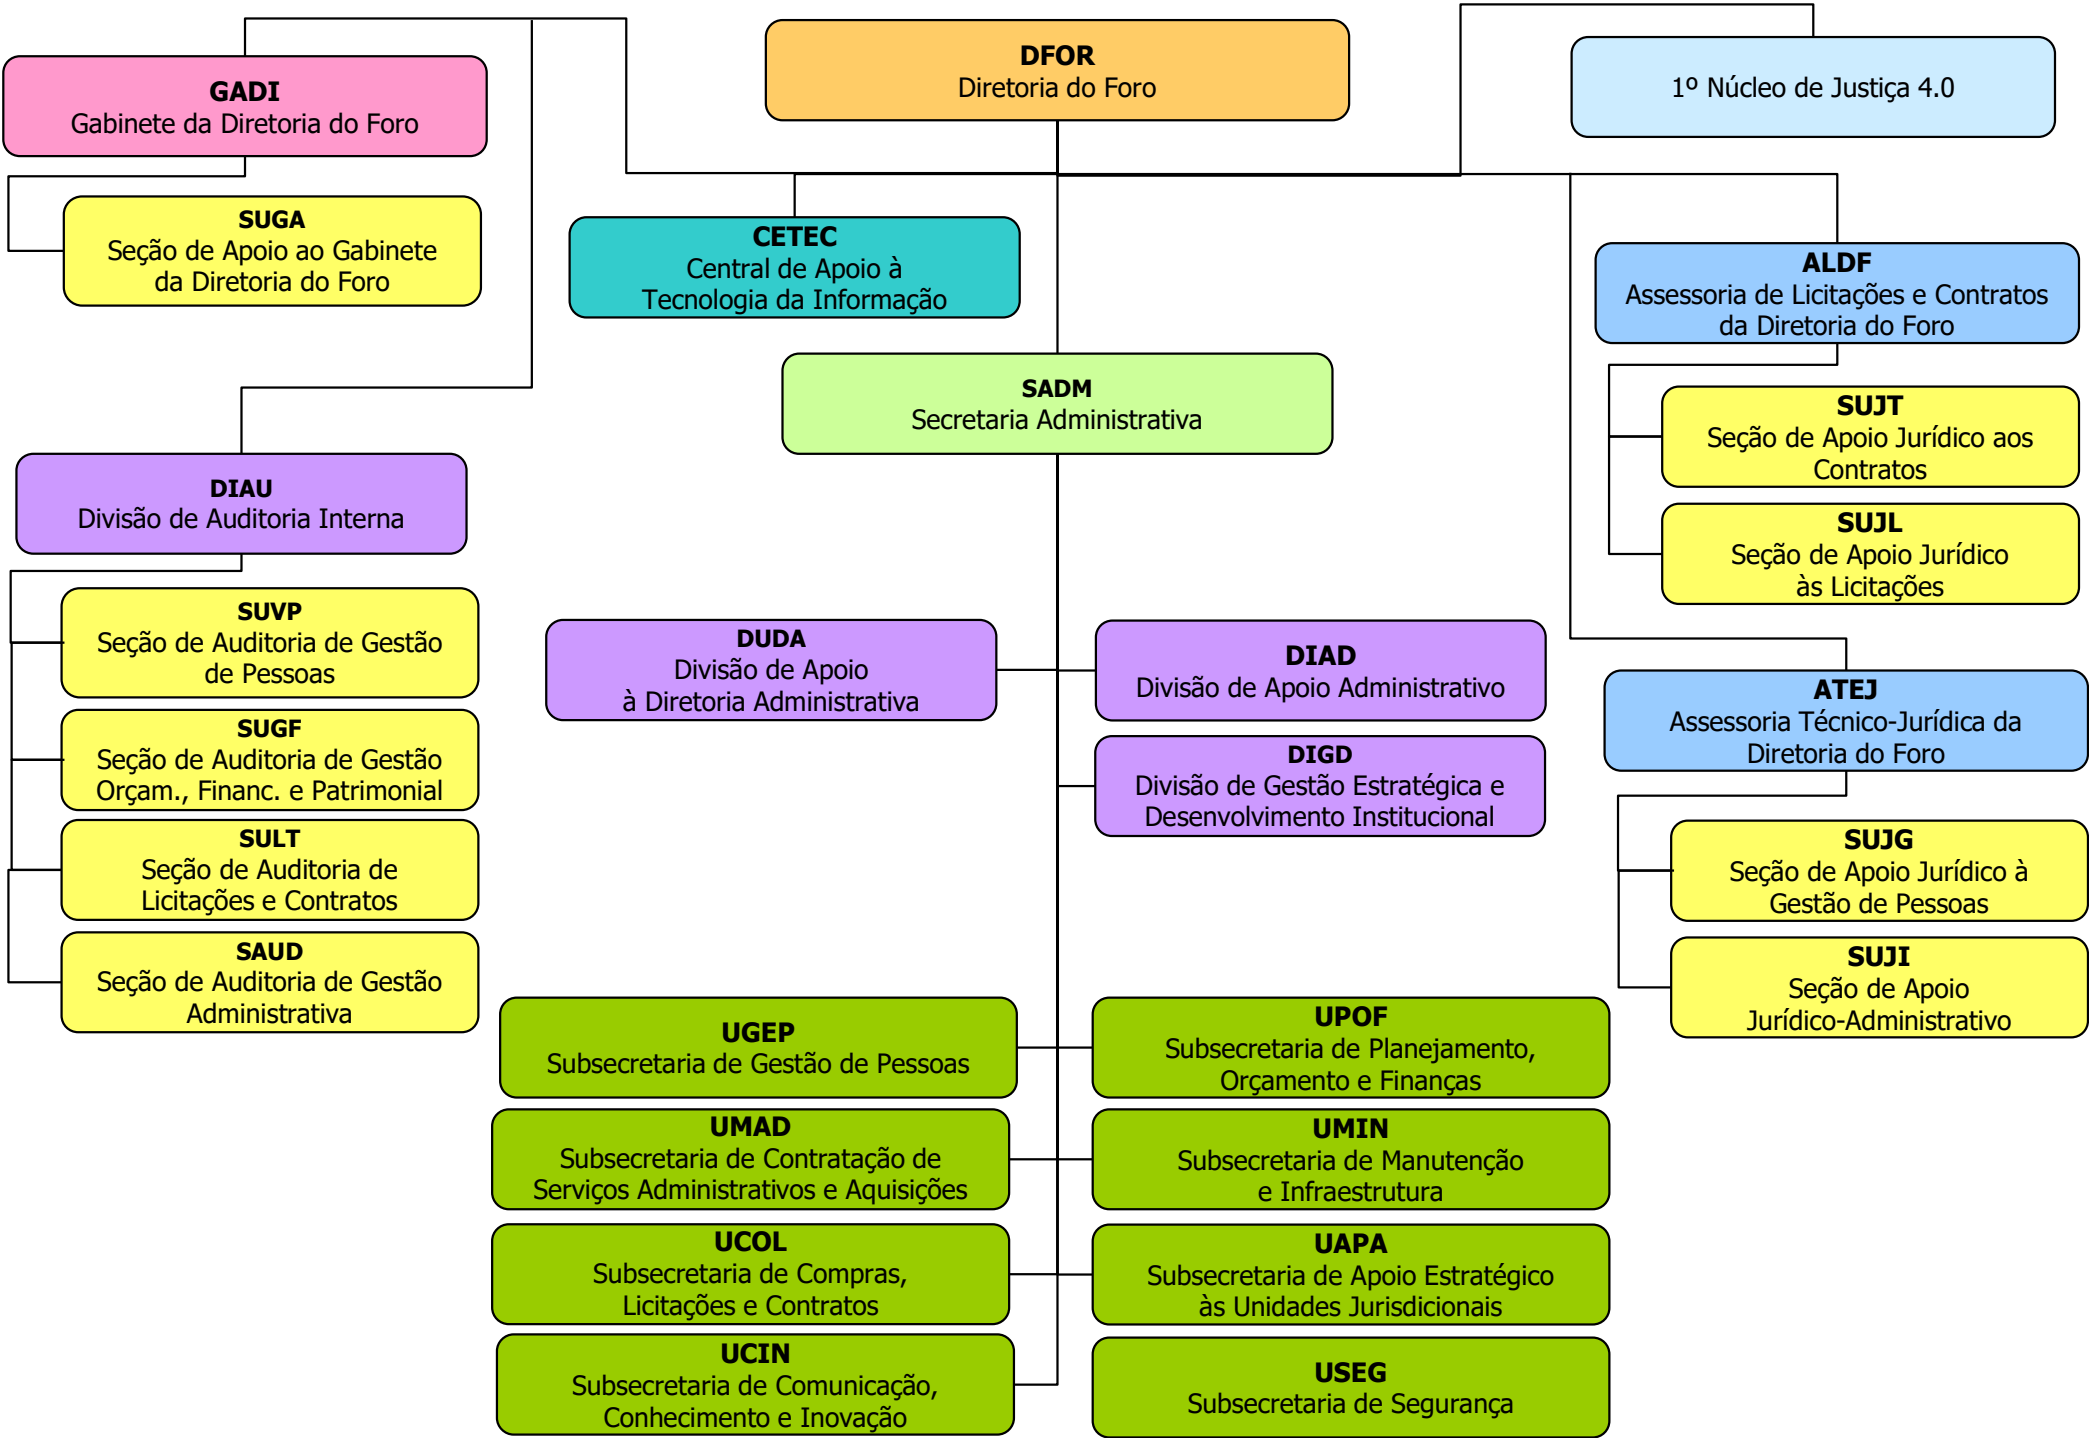 DFOR
Diretoria do Foro
GADI
Gabinete da Diretoria do Foro
1º Núcleo de Justiça 4.0
SUGA
Seção de Apoio ao Gabinete
da Diretoria do Foro
CETEC
Central de Apoio à
Tecnologia da Informação
ALDF
Assessoria de Licitações e Contratos
da Diretoria do Foro
SADM
Secretaria Administrativa
SUJT
Seção de Apoio Jurídico aos
Contratos
DIAU
Divisão de Auditoria Interna
SUJL
Seção de Apoio Jurídico
às Licitações
SUVP
Seção de Auditoria de Gestão
de Pessoas
DUDA
Divisão de Apoio
à Diretoria Administrativa
DIAD
Divisão de Apoio Administrativo
ATEJ
Assessoria Técnico-Jurídica da
Diretoria do Foro
SUGF
Seção de Auditoria de Gestão
Orçam., Financ. e Patrimonial
DIGD
Divisão de Gestão Estratégica e
Desenvolvimento Institucional
SULT
Seção de Auditoria de
Licitações e Contratos
SUJG
Seção de Apoio Jurídico à
Gestão de Pessoas
SAUD
Seção de Auditoria de Gestão
Administrativa
SUJI
Seção de Apoio
Jurídico-Administrativo
UGEP
Subsecretaria de Gestão de Pessoas
UPOF
Subsecretaria de Planejamento,
Orçamento e Finanças
UMAD
Subsecretaria de Contratação de
Serviços Administrativos e Aquisições
UMIN
Subsecretaria de Manutenção
e Infraestrutura
UCOL
Subsecretaria de Compras,
Licitações e Contratos
UAPA
Subsecretaria de Apoio Estratégico
às Unidades Jurisdicionais
UCIN
Subsecretaria de Comunicação,
Conhecimento e Inovação
USEG
Subsecretaria de Segurança